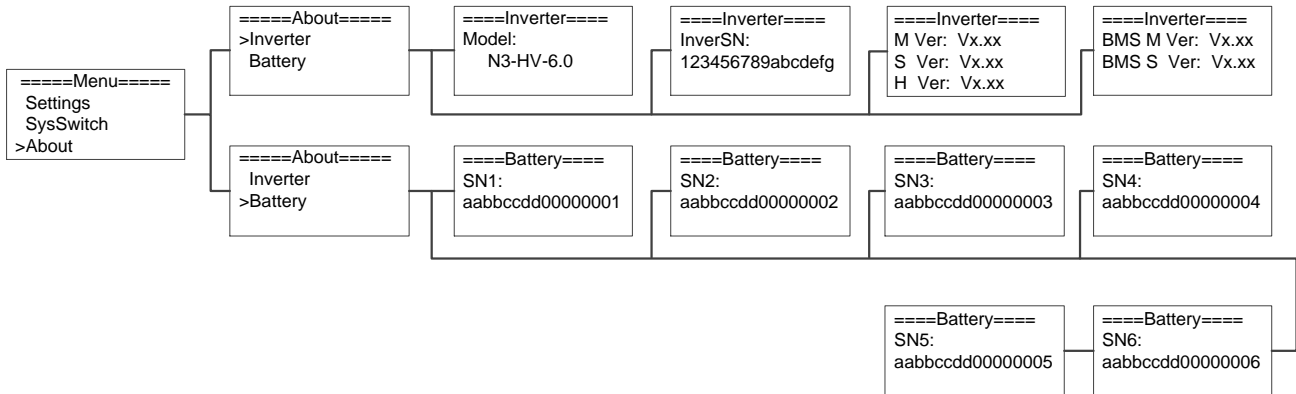 =====Menu=====
Settings
SysSwitch
>About
=====About=====
>Inverter
Battery
====Inverter====
Model:
N3-HV-6.0
====Inverter====
InverSN:
123456789abcdefg
====Inverter====
M Ver: Vx.xx
S Ver: Vx.xx
H Ver: Vx.xx
====Inverter====
BMS M Ver: Vx.xx
BMS S Ver: Vx.xx
=====About=====
Inverter
>Battery
====Battery====
SN1:
aabbccdd00000001
====Battery====
SN2:
aabbccdd00000002
====Battery====
SN3:
aabbccdd00000003
====Battery====
SN4:
aabbccdd00000004
====Battery====
SN5:
aabbccdd00000005
====Battery====
SN6:
aabbccdd00000006